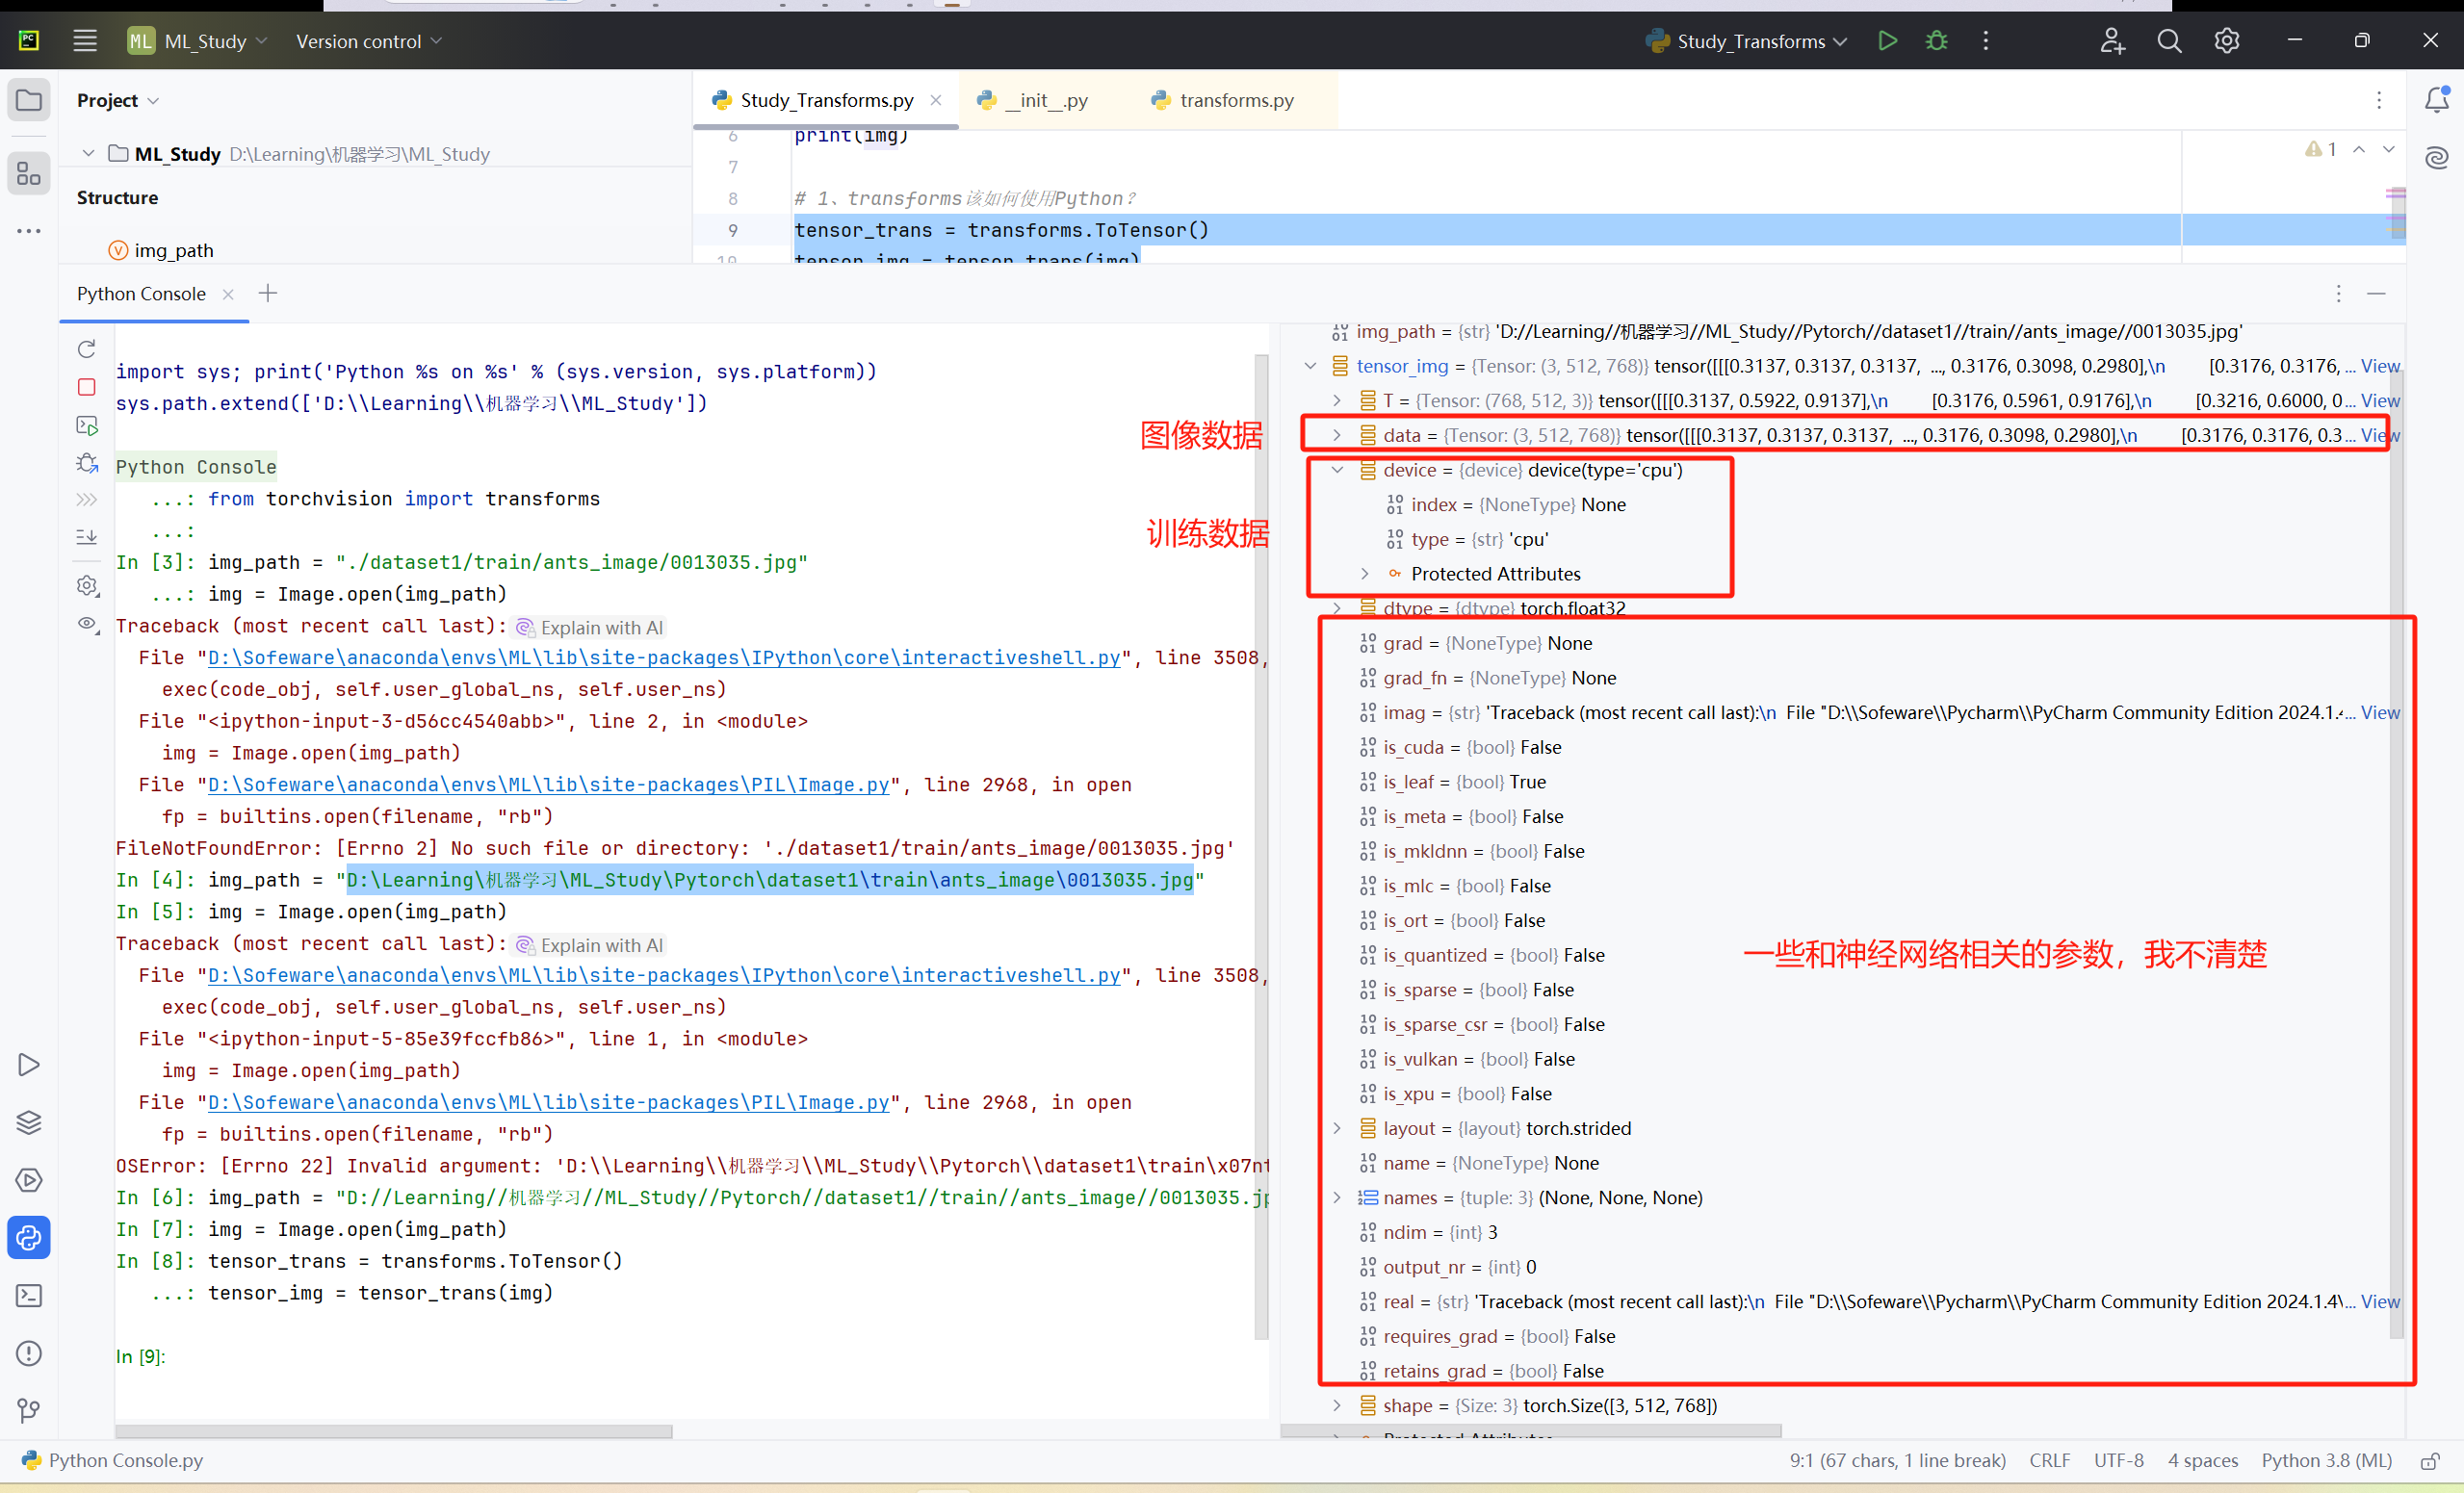 ML ML_Study Version control Study_Transforms
Project
ML_Study D:\Learning\机器学习\ML_Study
Structure
img_path
Study_Transforms.py __init__.py transforms.py
6 print(img)
7
8 # 1、transforms该如何使用Python?
9 tensor_trans = transforms.ToTensor()
10 tensor_img = tensor_trans(img)
1
Python Console
import sys; print('Python %s on %s' % (sys.version, sys.platform))
sys.path.extend(['D:\\Learning\\机器学习\\ML_Study'])
Python Console
...: from torchvision import transforms
...:
In [3]: img_path = "./dataset1/train/ants_image/0013035.jpg"
...: img = Image.open(img_path)
Traceback (most recent call last): Explain with AI
File "D:\Sofeware\anaconda\envs\ML\lib\site-packages\IPython\core\interactiveshell.py", line 3508,
exec(code_obj, self.user_global_ns, self.user_ns)
File "<ipython-input-3-d56cc4540abb>", line 2, in <module>
img = Image.open(img_path)
File "D:\Sofeware\anaconda\envs\ML\lib\site-packages\PIL\Image.py", line 2968, in open
fp = builtins.open(filename, "rb")
FileNotFoundError: [Errno 2] No such file or directory: './dataset1/train/ants_image/0013035.jpg'
In [4]: img_path = "D:\Learning\机器学习\ML_Study\Pytorch\dataset1\train\ants_image\0013035.jpg"
In [5]: img = Image.open(img_path)
Traceback (most recent call last): Explain with AI
File "D:\Sofeware\anaconda\envs\ML\lib\site-packages\IPython\core\interactiveshell.py", line 3508,
exec(code_obj, self.user_global_ns, self.user_ns)
File "<ipython-input-5-85e39fccfb86>", line 1, in <module>
img = Image.open(img_path)
File "D:\Sofeware\anaconda\envs\ML\lib\site-packages\PIL\Image.py", line 2968, in open
fp = builtins.open(filename, "rb")
OSError: [Errno 22] Invalid argument: 'D:\\Learning\\机器学习\\ML_Study\\Pytorch\\dataset1\train\x07nt
In [6]: img_path = "D://Learning//机器学习//ML_Study//Pytorch//dataset1//train//ants_image//0013035.jp
In [7]: img = Image.open(img_path)
In [8]: tensor_trans = transforms.ToTensor()
...: tensor_img = tensor_trans(img)
In [9]:
图像数据
训练数据
img_path = {str} 'D://Learning//机器学习//ML_Study//Pytorch//dataset1//train//ants_image//0013035.jpg'
tensor_img = {Tensor: (3, 512, 768)} tensor([[[0.3137, 0.3137, 0.3137, ..., 0.3176, 0.3098, 0.2980],\n [0.3176, 0.3176, ... View
T = {Tensor: (768, 512, 3)} tensor([[[0.3137, 0.5922, 0.9137],\n [0.3176, 0.5961, 0.9176],\n [0.3216, 0.6000, 0... View
data = {Tensor: (3, 512, 768)} tensor([[[0.3137, 0.3137, 0.3137, ..., 0.3176, 0.3098, 0.2980],\n [0.3176, 0.3176, 0.3... View
device = {device} device(type='cpu')
index = {NoneType} None
type = {str} 'cpu'
Protected Attributes
dtype = {dtype} torch.float32
grad = {NoneType} None
grad_fn = {NoneType} None
imag = {str} 'Traceback (most recent call last):\n File "D:\\Sofeware\\Pycharm\\PyCharm Community Edition 2024.1.4... View
is_cuda = {bool} False
is_leaf = {bool} True
is_meta = {bool} False
is_mkldnn = {bool} False
is_mlc = {bool} False
is_ort = {bool} False
is_quantized = {bool} False
一些和神经网络相关的参数，我不清楚
is_sparse = {bool} False
is_sparse_csr = {bool} False
is_vulkan = {bool} False
is_xpu = {bool} False
layout = {layout} torch.strided
name = {NoneType} None
names = {tuple: 3} (None, None, None)
ndim = {int} 3
output_nr = {int} 0
real = {str} 'Traceback (most recent call last):\n File "D:\\Sofeware\\Pycharm\\PyCharm Community Edition 2024.1.4\... View
requires_grad = {bool} False
retains_grad = {bool} False
shape = {Size: 3} torch.Size([3, 512, 768])
Protected Attributes
Python Console.py 9:1 (67 chars, 1 line break) CRLF UTF-8 4 spaces Python 3.8 (ML)